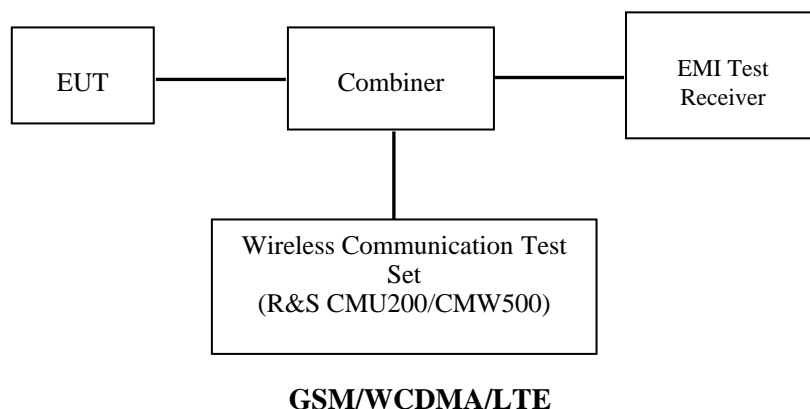 EUT
Combiner
EMI Test
Receiver
Wireless Communication Test
Set
(R&S CMU200/CMW500)
GSM/WCDMA/LTE